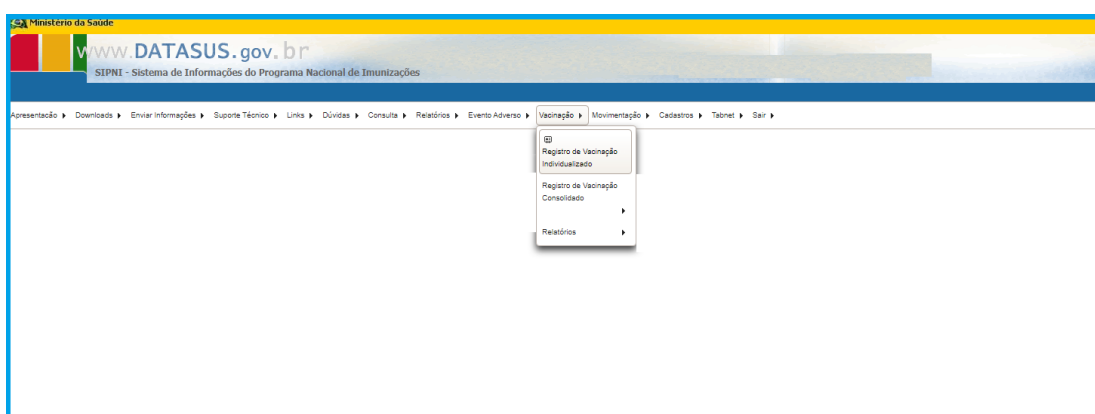 Ministério da Saúde
www.DATASUS.gov.br
SIPNI - Sistema de Informações do Programa Nacional de Imunizações
Apresentacão Downloads Enviar Informações Suporte Técnico Links Dúvidas Consulta Relatórios Evento Adverso Vacinação Movimentação Cadastros Tabnet Sair
Registro de Vacinação
Individualizado
Registro de Vacinação
Consolidado
Relatórios